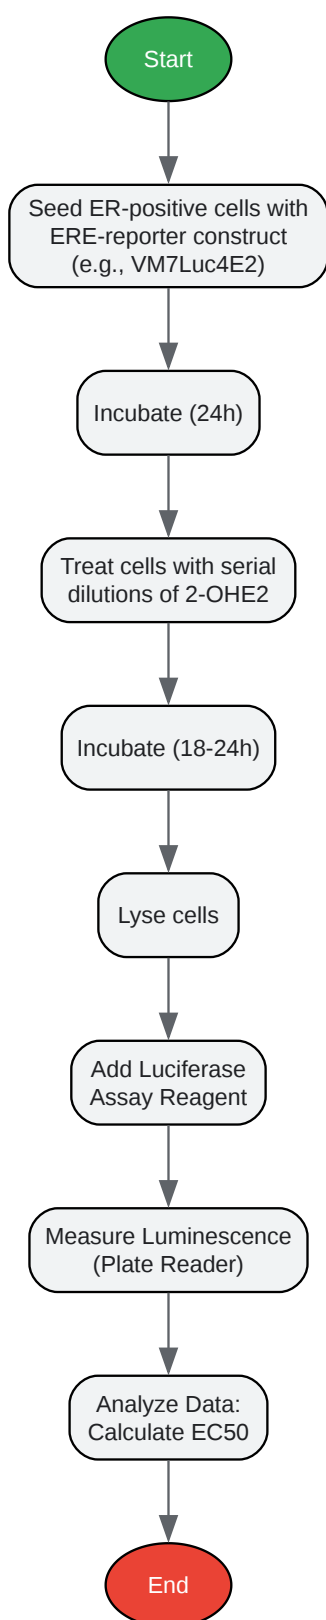 Start
Seed ER-positive cells with
ERE-reporter construct
(e.g., VM7Luc4E2)
Incubate (24h)
Treat cells with serial
dilutions of 2-OHE2
Incubate (18-24h)
Lyse cells
Add Luciferase
Assay Reagent
Measure Luminescence
(Plate Reader)
Analyze Data:
Calculate EC50
End